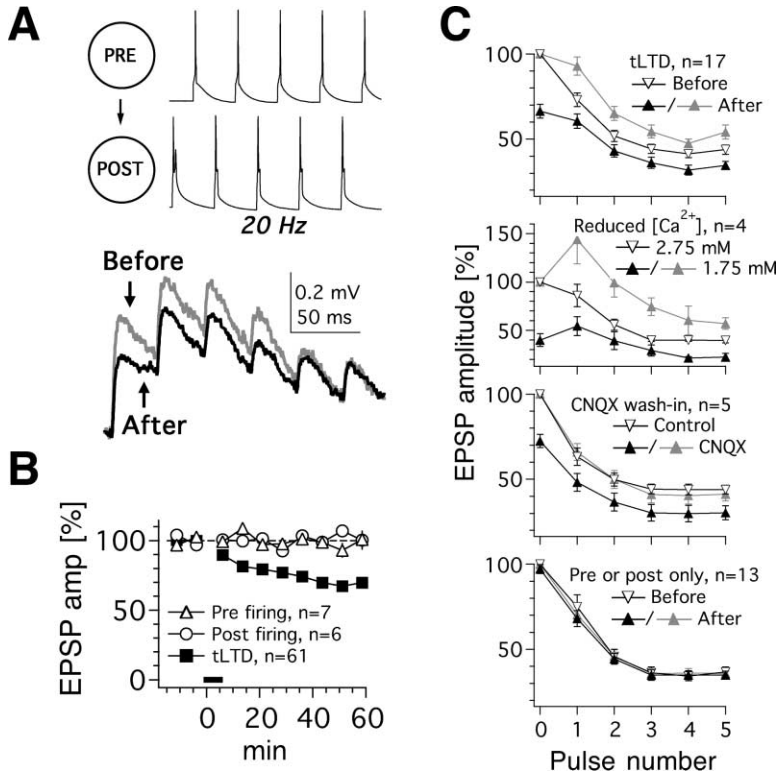 A
PRE
POST
20 Hz
Before
0.2 mV
50 ms
After
B
EPSP amp [%]
100
50
0
Pre firing, n=7
Post firing, n=6
tLTD, n=61
0 20 40 60
min
C
EPSP amplitude [%]
tLTD, n=17
Before
/ After
100
50
Reduced [Ca2+], n=4
2.75 mM
/ 1.75 mM
150
100
50
CNQX wash-in, n=5
Control
/ CNQX
100
50
Pre or post only, n=13
Before
/ After
100
50
0 1 2 3 4 5
Pulse number